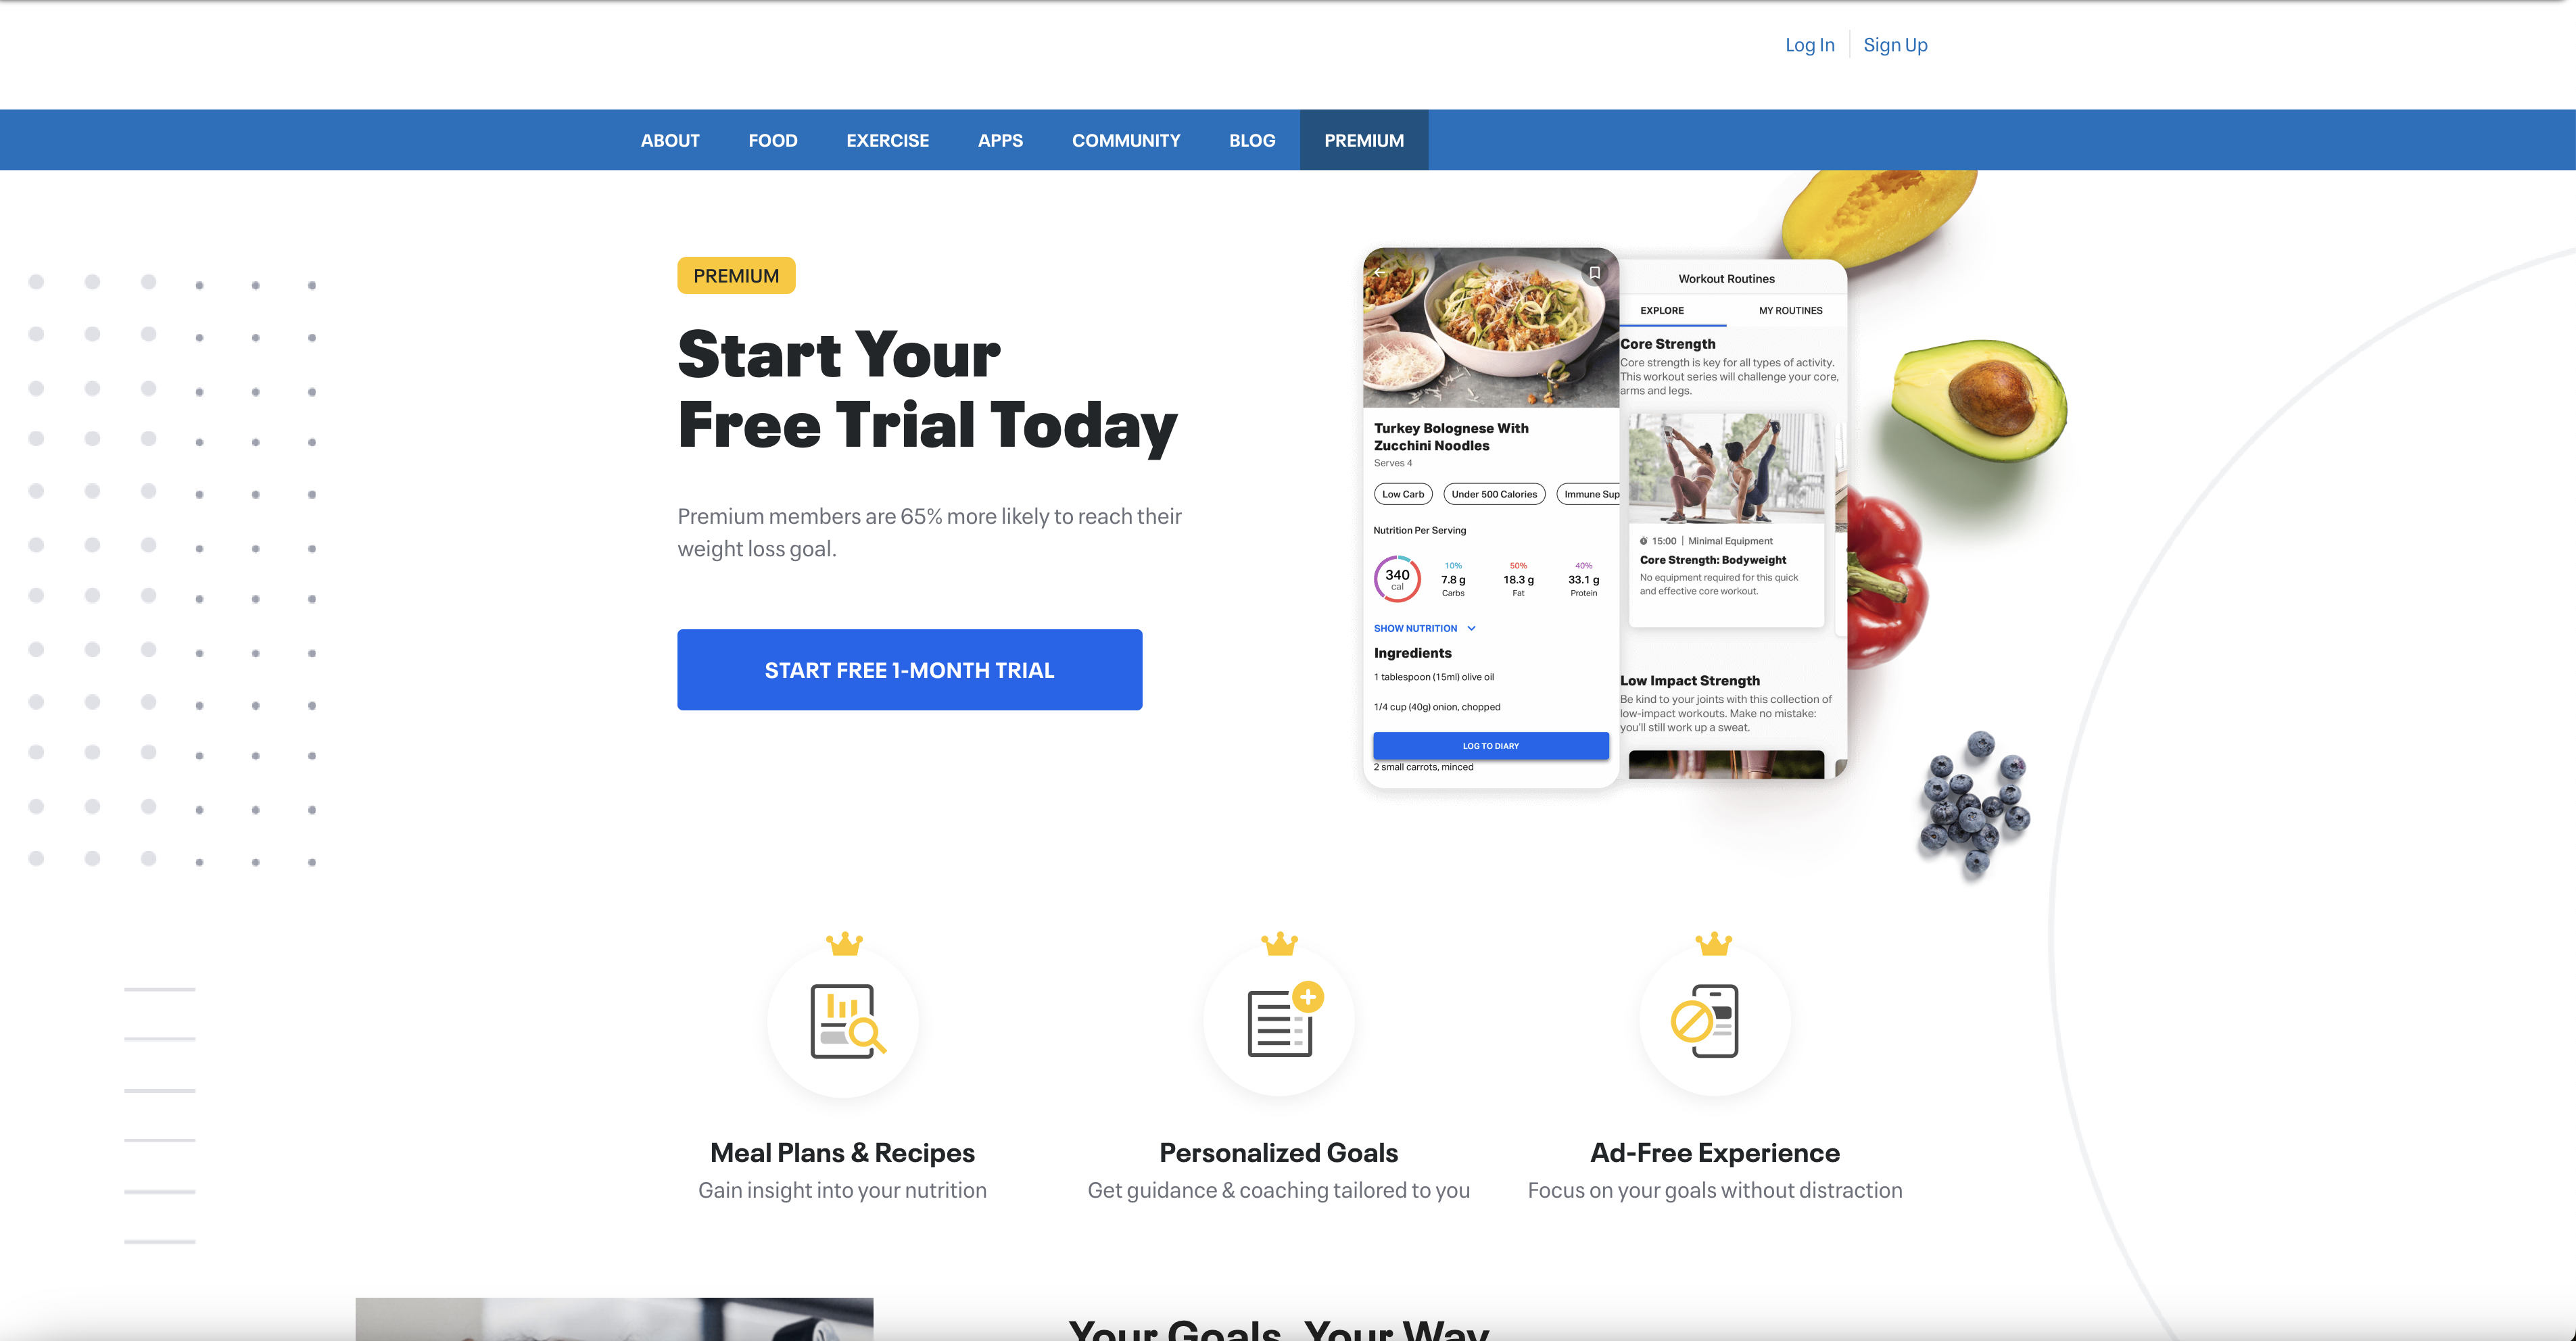 Log In
Sign Up
ABOUT
FOOD
EXERCISE
APPS
COMMUNITY
BLOG
PREMIUM
PREMIUM
Start Your
Free Trial Today
Premium members are 65% more likely to reach their
weight loss goal.
START FREE 1-MONTH TRIAL
Turkey Bolognese With
Zucchini Noodles
Serves 4
Low Carb
Under 500 Calories
Immune Sup
Nutrition Per Serving
340
cal
10%
7.8 g
Carbs
50%
18.3 g
Fat
40%
33.1 g
Protein
SHOW NUTRITION
Ingredients
1 tablespoon (15ml) olive oil
1/4 cup (40g) onion, chopped
LOG TO DIARY
2 small carrots, minced
Workout Routines
EXPLORE
MY ROUTINES
Core Strength
Core strength is key for all types of activity.
This workout series will challenge your core,
arms and legs.
15:00 | Minimal Equipment
Core Strength: Bodyweight
No equipment required for this quick
and effective core workout.
Low Impact Strength
Be kind to your joints with this collection of
low-impact workouts. Make no mistake:
you'll still work up a sweat.
Meal Plans & Recipes
Gain insight into your nutrition
Personalized Goals
Get guidance & coaching tailored to you
Ad-Free Experience
Focus on your goals without distraction
Your Goals, Your Way